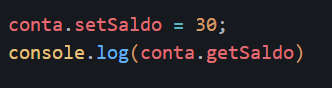 conta.setSaldo = 30;
console.log(conta.getSaldo)